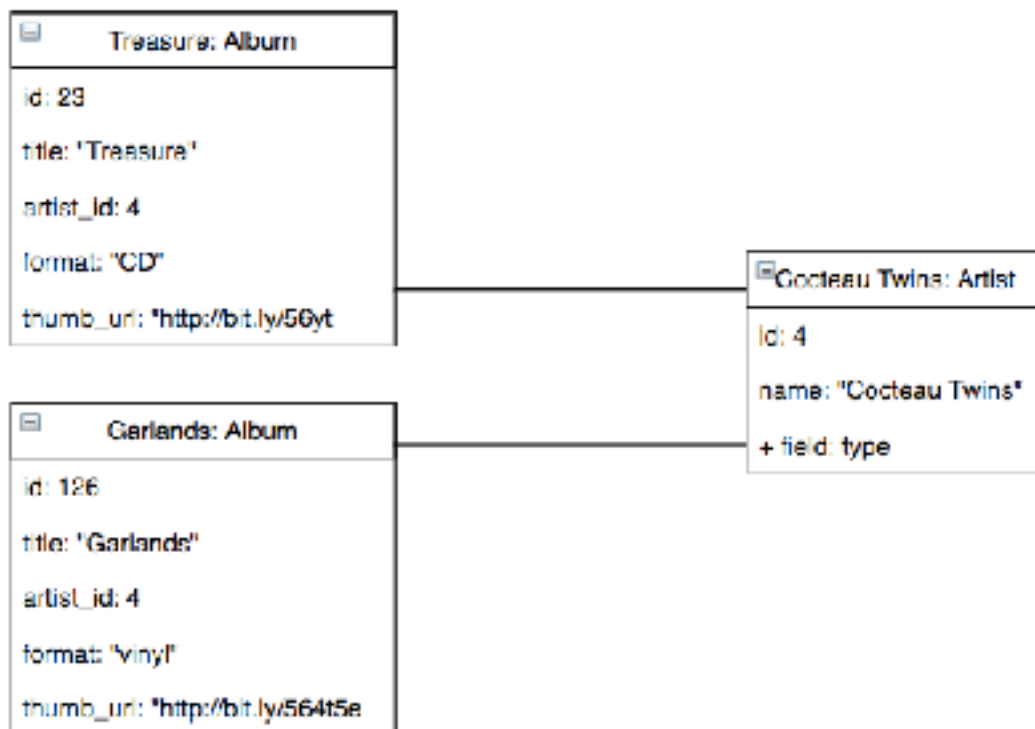 Treasure: Album
id: 23
title: "Treasure"
artist_id: 4
format: "CD"
thumb_url: "http://bit.ly/56yt
Cocteau Twins: Artist
id: 4
name: "Cocteau Twins"
+ field: type
Garlands: Album
id: 126
title: "Garlands"
artist_id: 4
format: "vinyl"
thumb_url: "http://bit.ly/564t5e